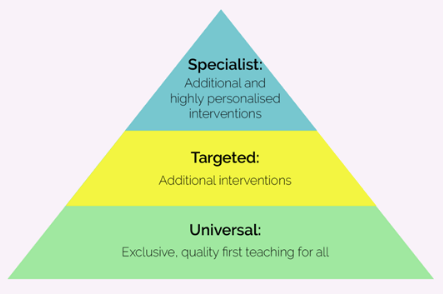 Specialist:
Additional and
highly personalised
interventions
Targeted:
Additional interventions
Universal:
Exclusive, quality first teaching for all